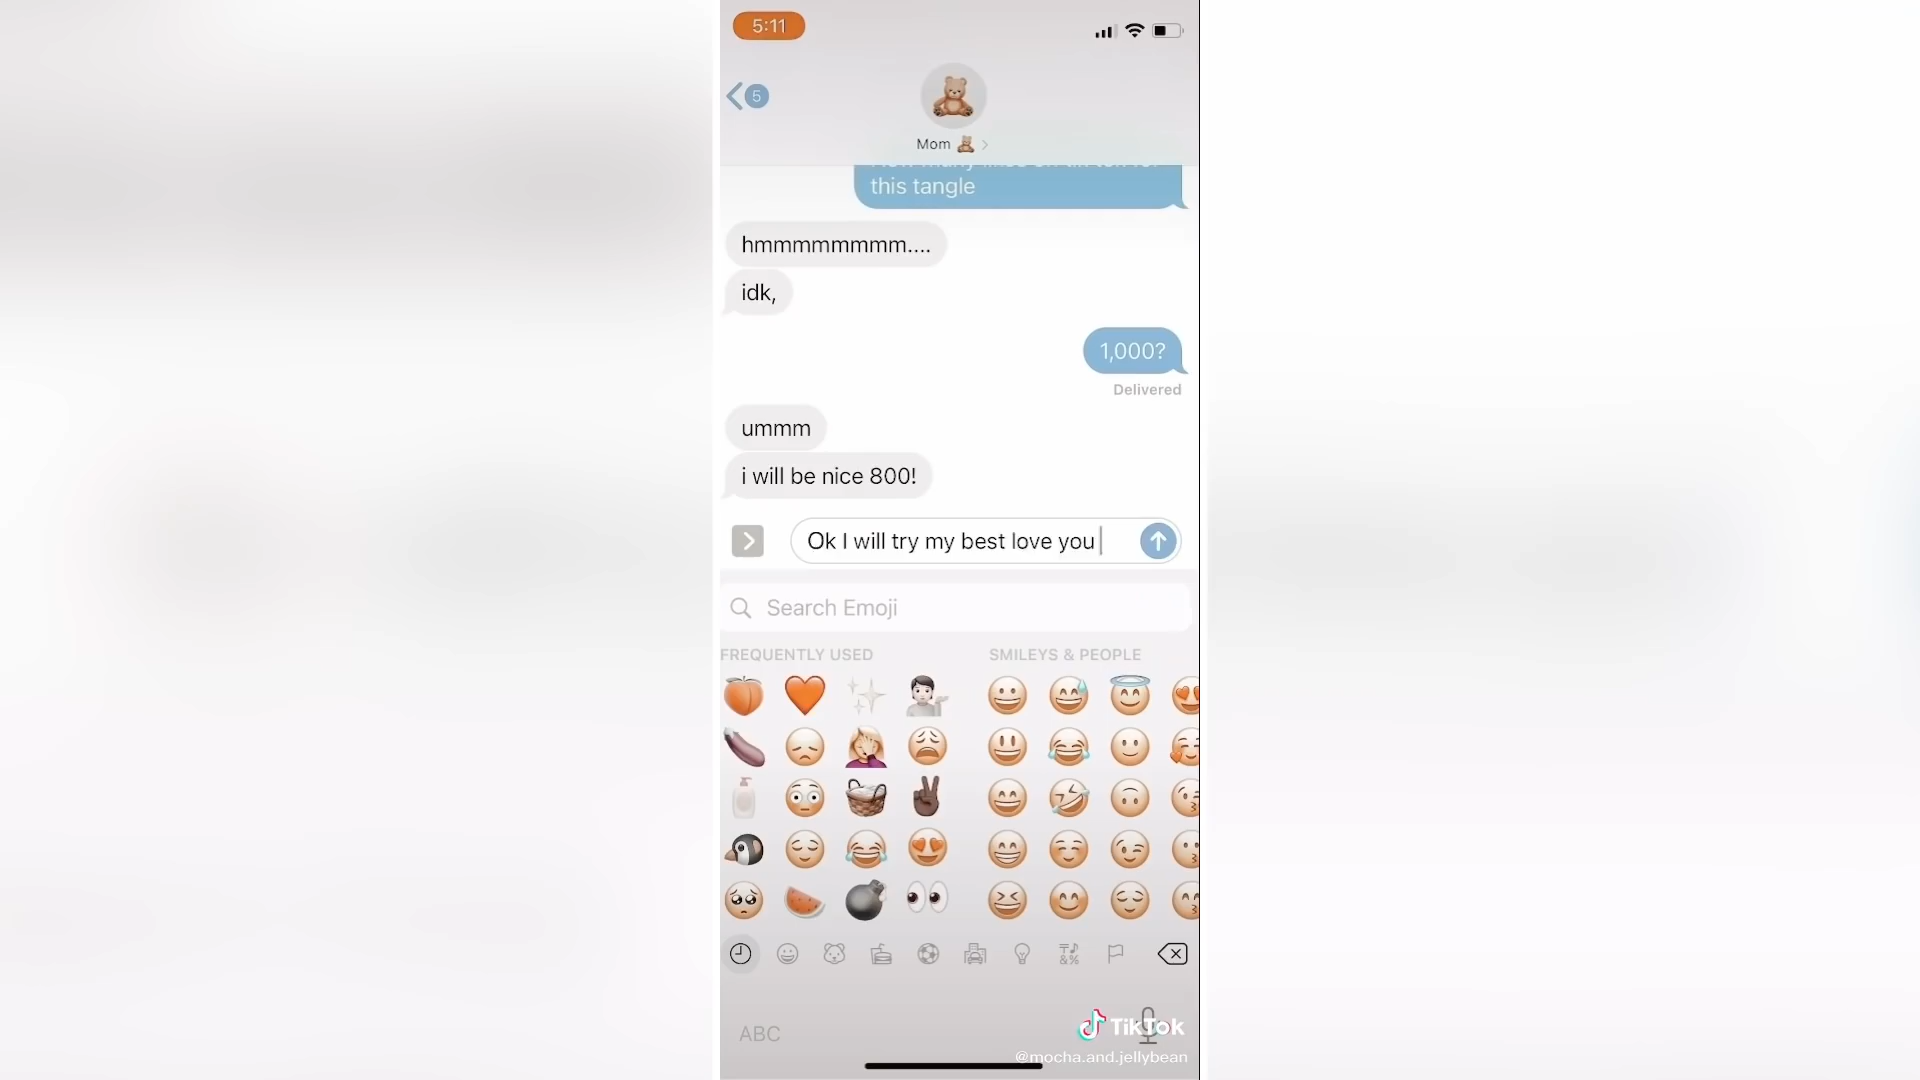 5:11
5
Mom
this tangle
hmmmmmmmm....
idk,
1,000?
Delivered
ummm
i will be nice 800!
Ok I will try my best love you
Search Emoji
FREQUENTLY USED
SMILEYS & PEOPLE
ABC
TikTok
@mocha.and.jellybean